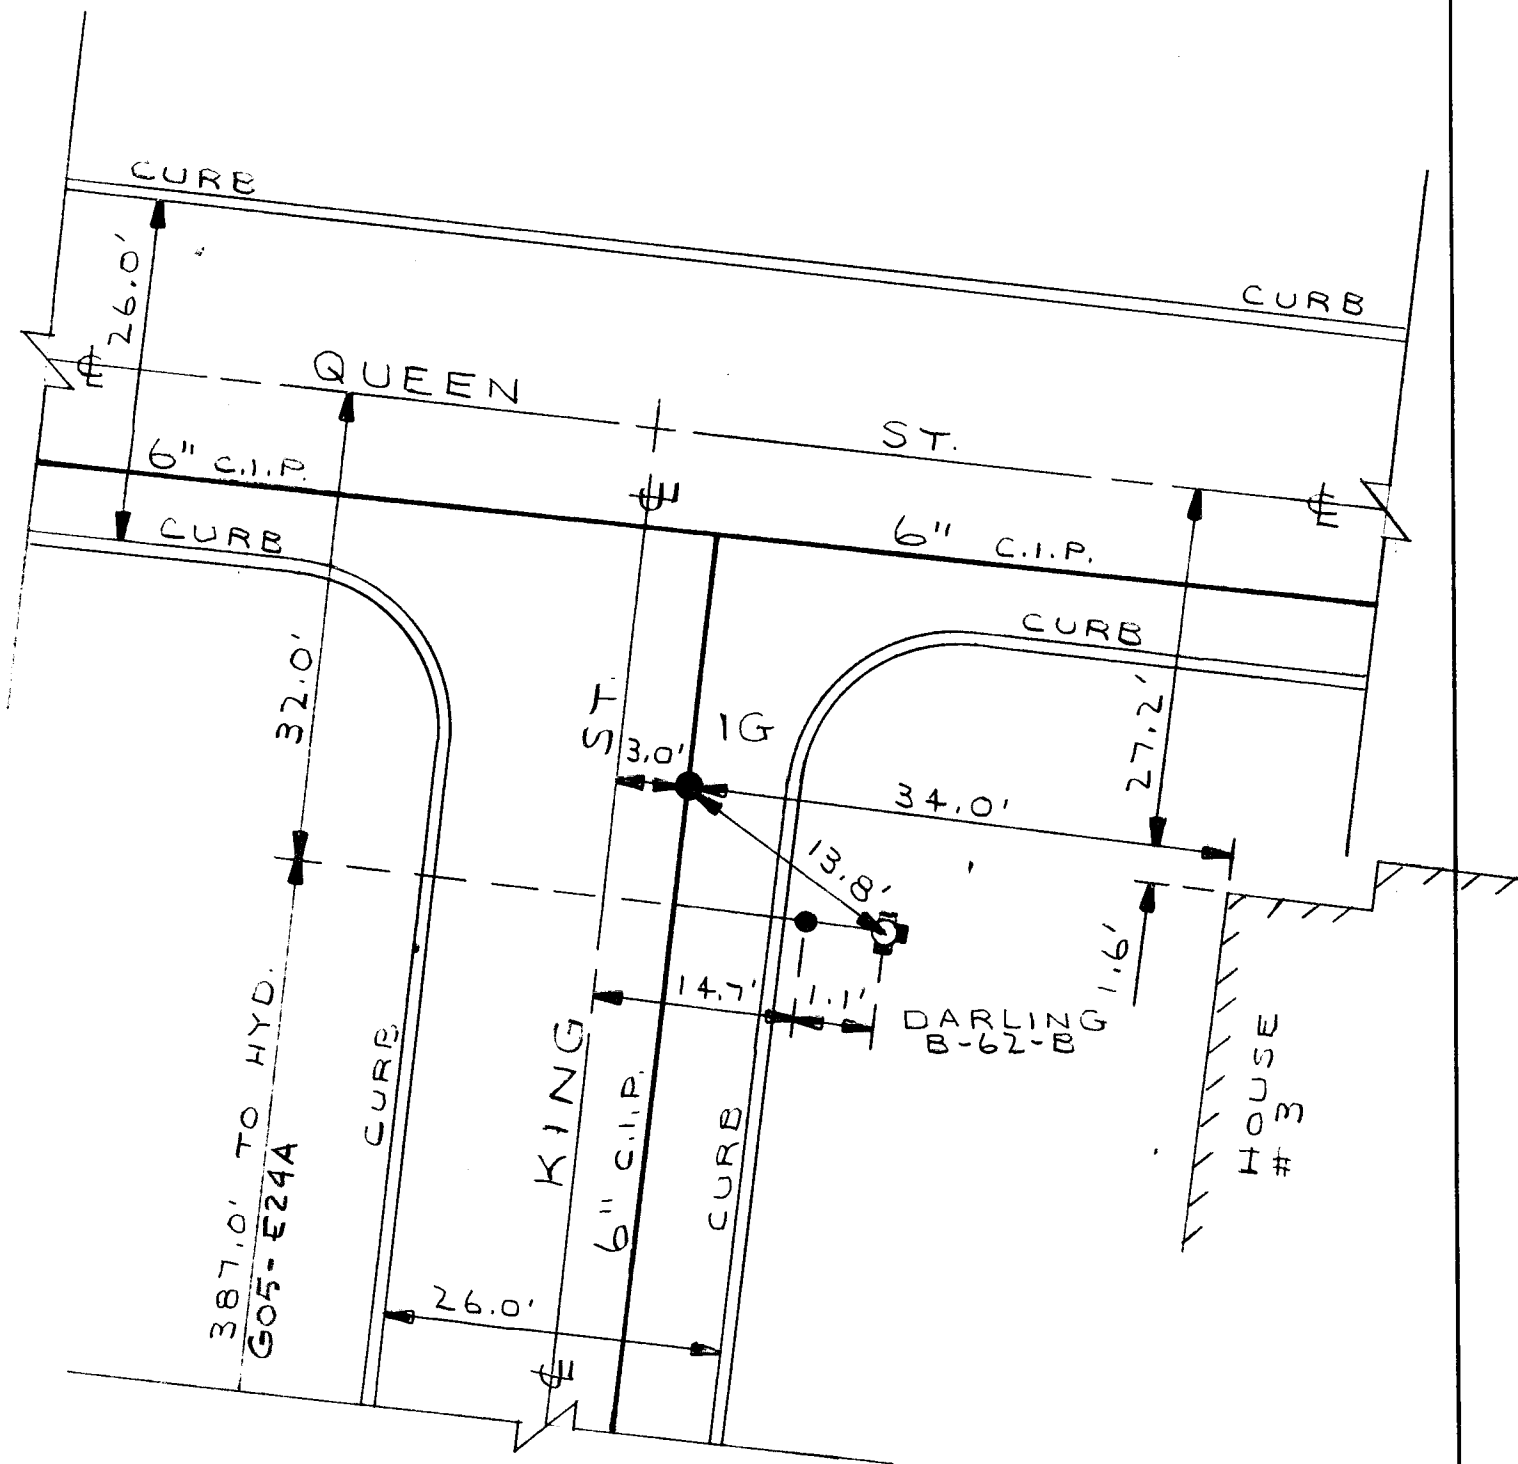 CURB
CURB
26.0'
℄
QUEEN
ST.
℄
6" C.I.P.
℄
6" C.I.P.
CURB
CURB
32.0'
ST.
3.0'
1G
27.2'
34.0'
13.8'
1.6'
14.7'
1.1'
DARLING
B-62-B
387.0' TO HYD.
G05-E24A
CURB
KING
6" C.I.P.
CURB
HOUSE
#3
26.0'
℄